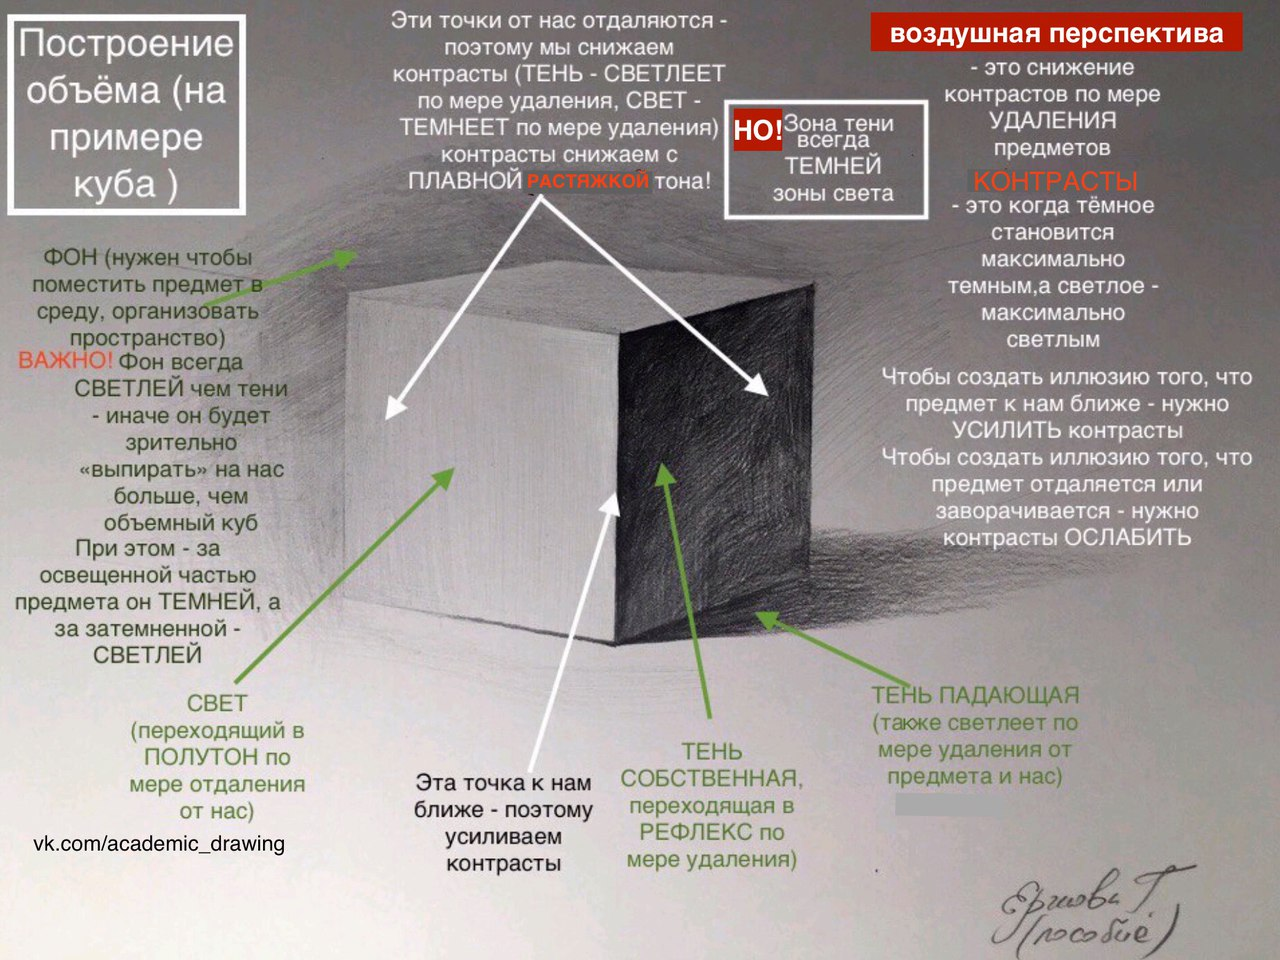 Построение
объёма (на
примере
куба )
Эти точки от нас отдаляются -
поэтому мы снижаем
контрасты (ТЕНЬ - СВЕТЛЕЕТ
по мере удаления, СВЕТ -
ТЕМНЕЕТ по мере удаления)
контрасты снижаем с
ПЛАВНОЙ РАСТЯЖКОЙ тона!
НО! Зона тени
всегда
ТЕМНЕЙ
зоны света
воздушная перспектива
- это снижение
контрастов по мере
УДАЛЕНИЯ
предметов
КОНТРАСТЫ
- это когда тёмное
становится
максимально
темным,а светлое -
максимально
светлым
Чтобы создать иллюзию того, что
предмет к нам ближе - нужно
УСИЛИТЬ контрасты
Чтобы создать иллюзию того, что
предмет отдаляется или
заворачивается - нужно
контрасты ОСЛАБИТЬ
ФОН (нужен чтобы
поместить предмет в
среду, организовать
пространство)
ВАЖНО! Фон всегда
СВЕТЛЕЙ чем тени
- иначе он будет
зрительно
«выпирать» на нас
больше, чем
объемный куб
При этом - за
освещенной частью
предмета он ТЕМНЕЙ, а
за затемненной -
СВЕТЛЕЙ
СВЕТ
(переходящий в
ПОЛУТОН по
мере отдаления
от нас)
vk.com/academic_drawing
Эта точка к нам
ближе - поэтому
усиливаем
контрасты
ТЕНЬ
СОБСТВЕННАЯ,
переходящая в
РЕФЛЕКС по
мере удаления)
ТЕНЬ ПАДАЮЩАЯ
(также светлеет по
мере удаления от
предмета и нас)
Ершова Т
(пособие)